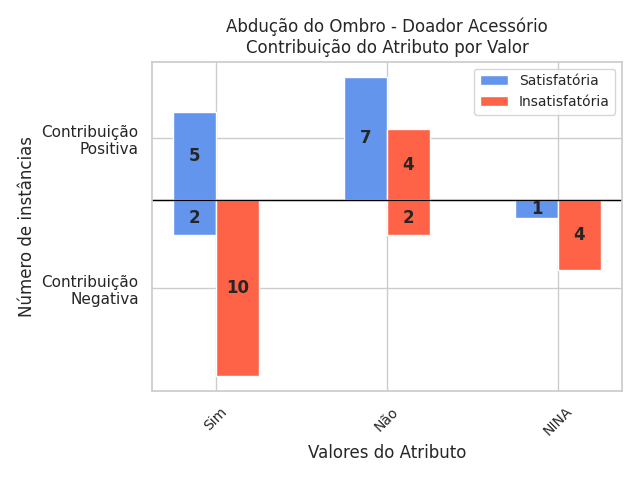 Abdução do Ombro - Doador Acessório
Contribuição do Atributo por Valor
Satisfatória
Insatisfatória
Número de instâncias
Contribuição
Positiva
Contribuição
Negativa
5
2
10
7
4
2
1
4
Sim
Não
NINA
Valores do Atributo